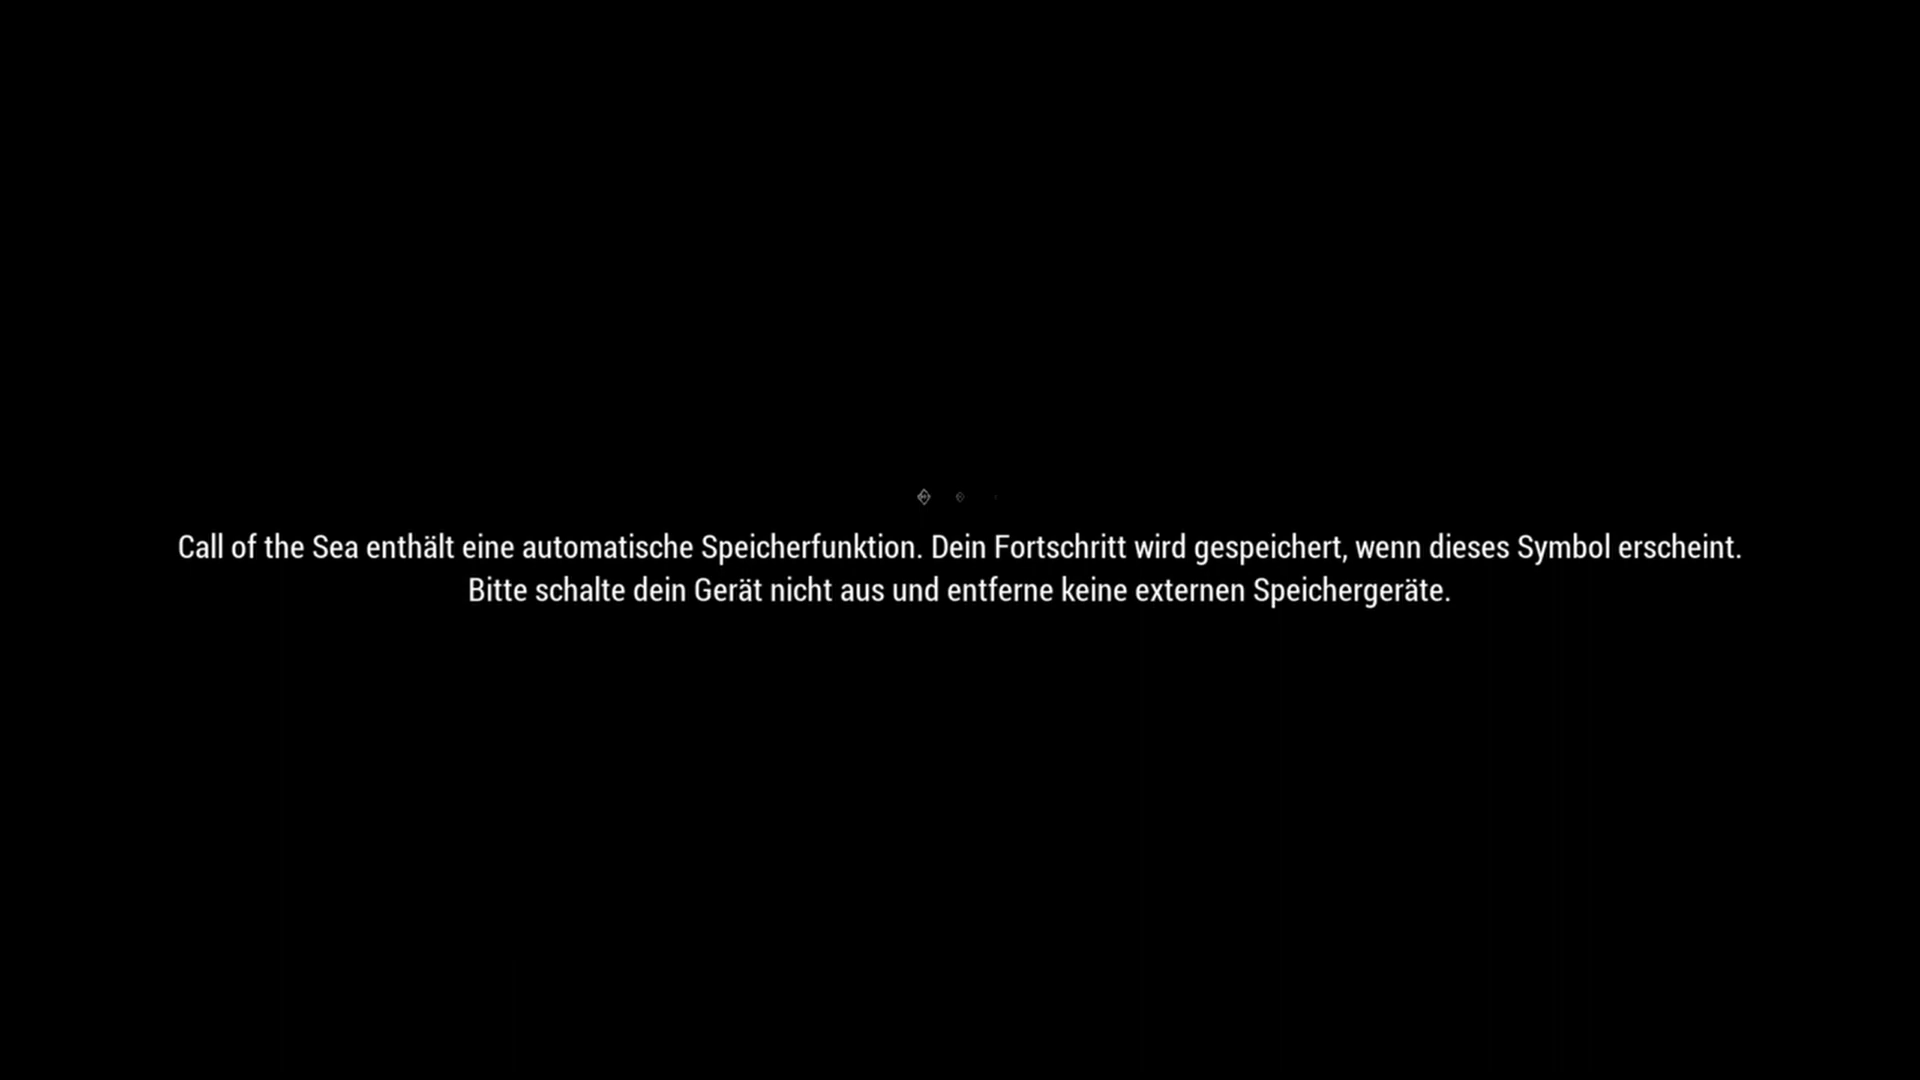 Call of the Sea enthält eine automatische Speicherfunktion. Dein Fortschritt wird gespeichert, wenn dieses Symbol erscheint.
Bitte schalte dein Gerät nicht aus und entferne keine externen Speichergeräte.